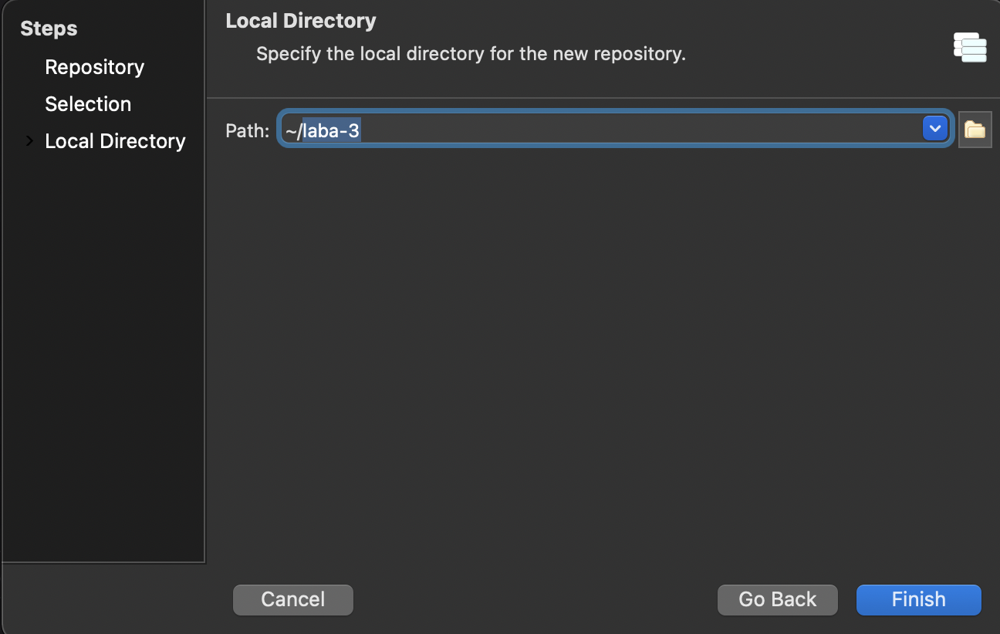 Steps
Repository
Selection
Local Directory
Local Directory
Specify the local directory for the new repository.
Path: ~/laba-3
Cancel
Go Back
Finish